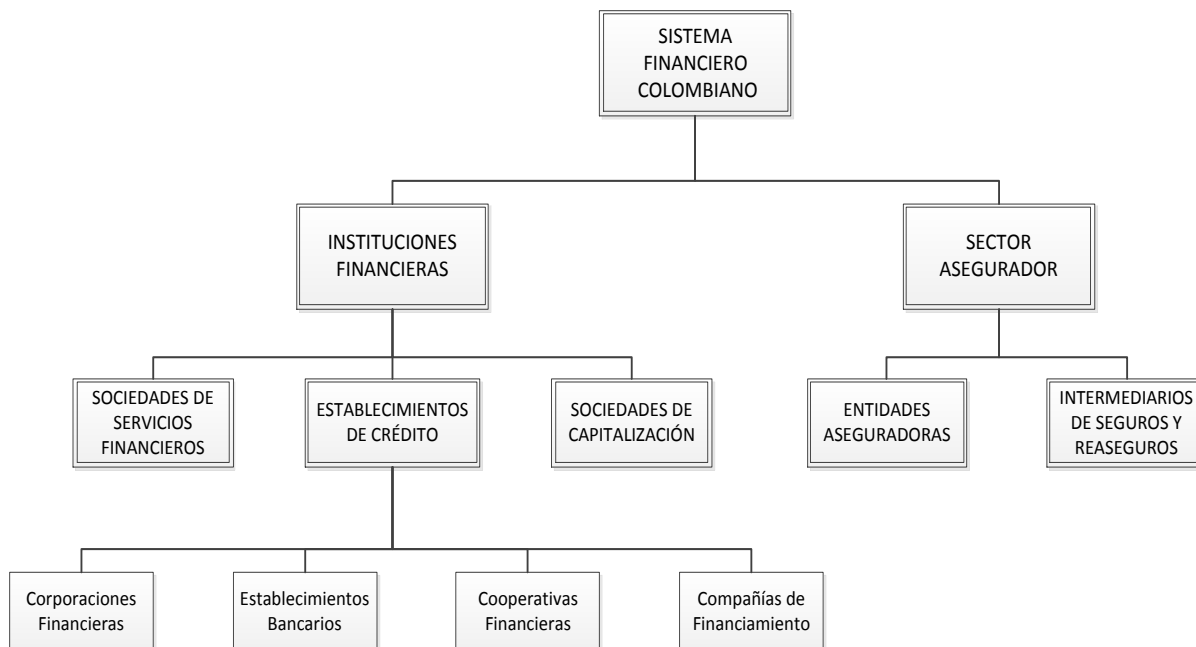 SISTEMA
FINANCIERO
COLOMBIANO
INSTITUCIONES
FINANCIERAS
SECTOR
ASEGURADOR
SOCIEDADES DE
SERVICIOS
FINANCIEROS
ESTABLECIMIENTOS
DE CRÉDITO
SOCIEDADES DE
CAPITALIZACIÓN
ENTIDADES
ASEGURADORAS
INTERMEDIARIOS
DE SEGUROS Y
REASEGUROS
Corporaciones
Financieras
Establecimientos
Bancarios
Cooperativas
Financieras
Compañías de
Financiamiento